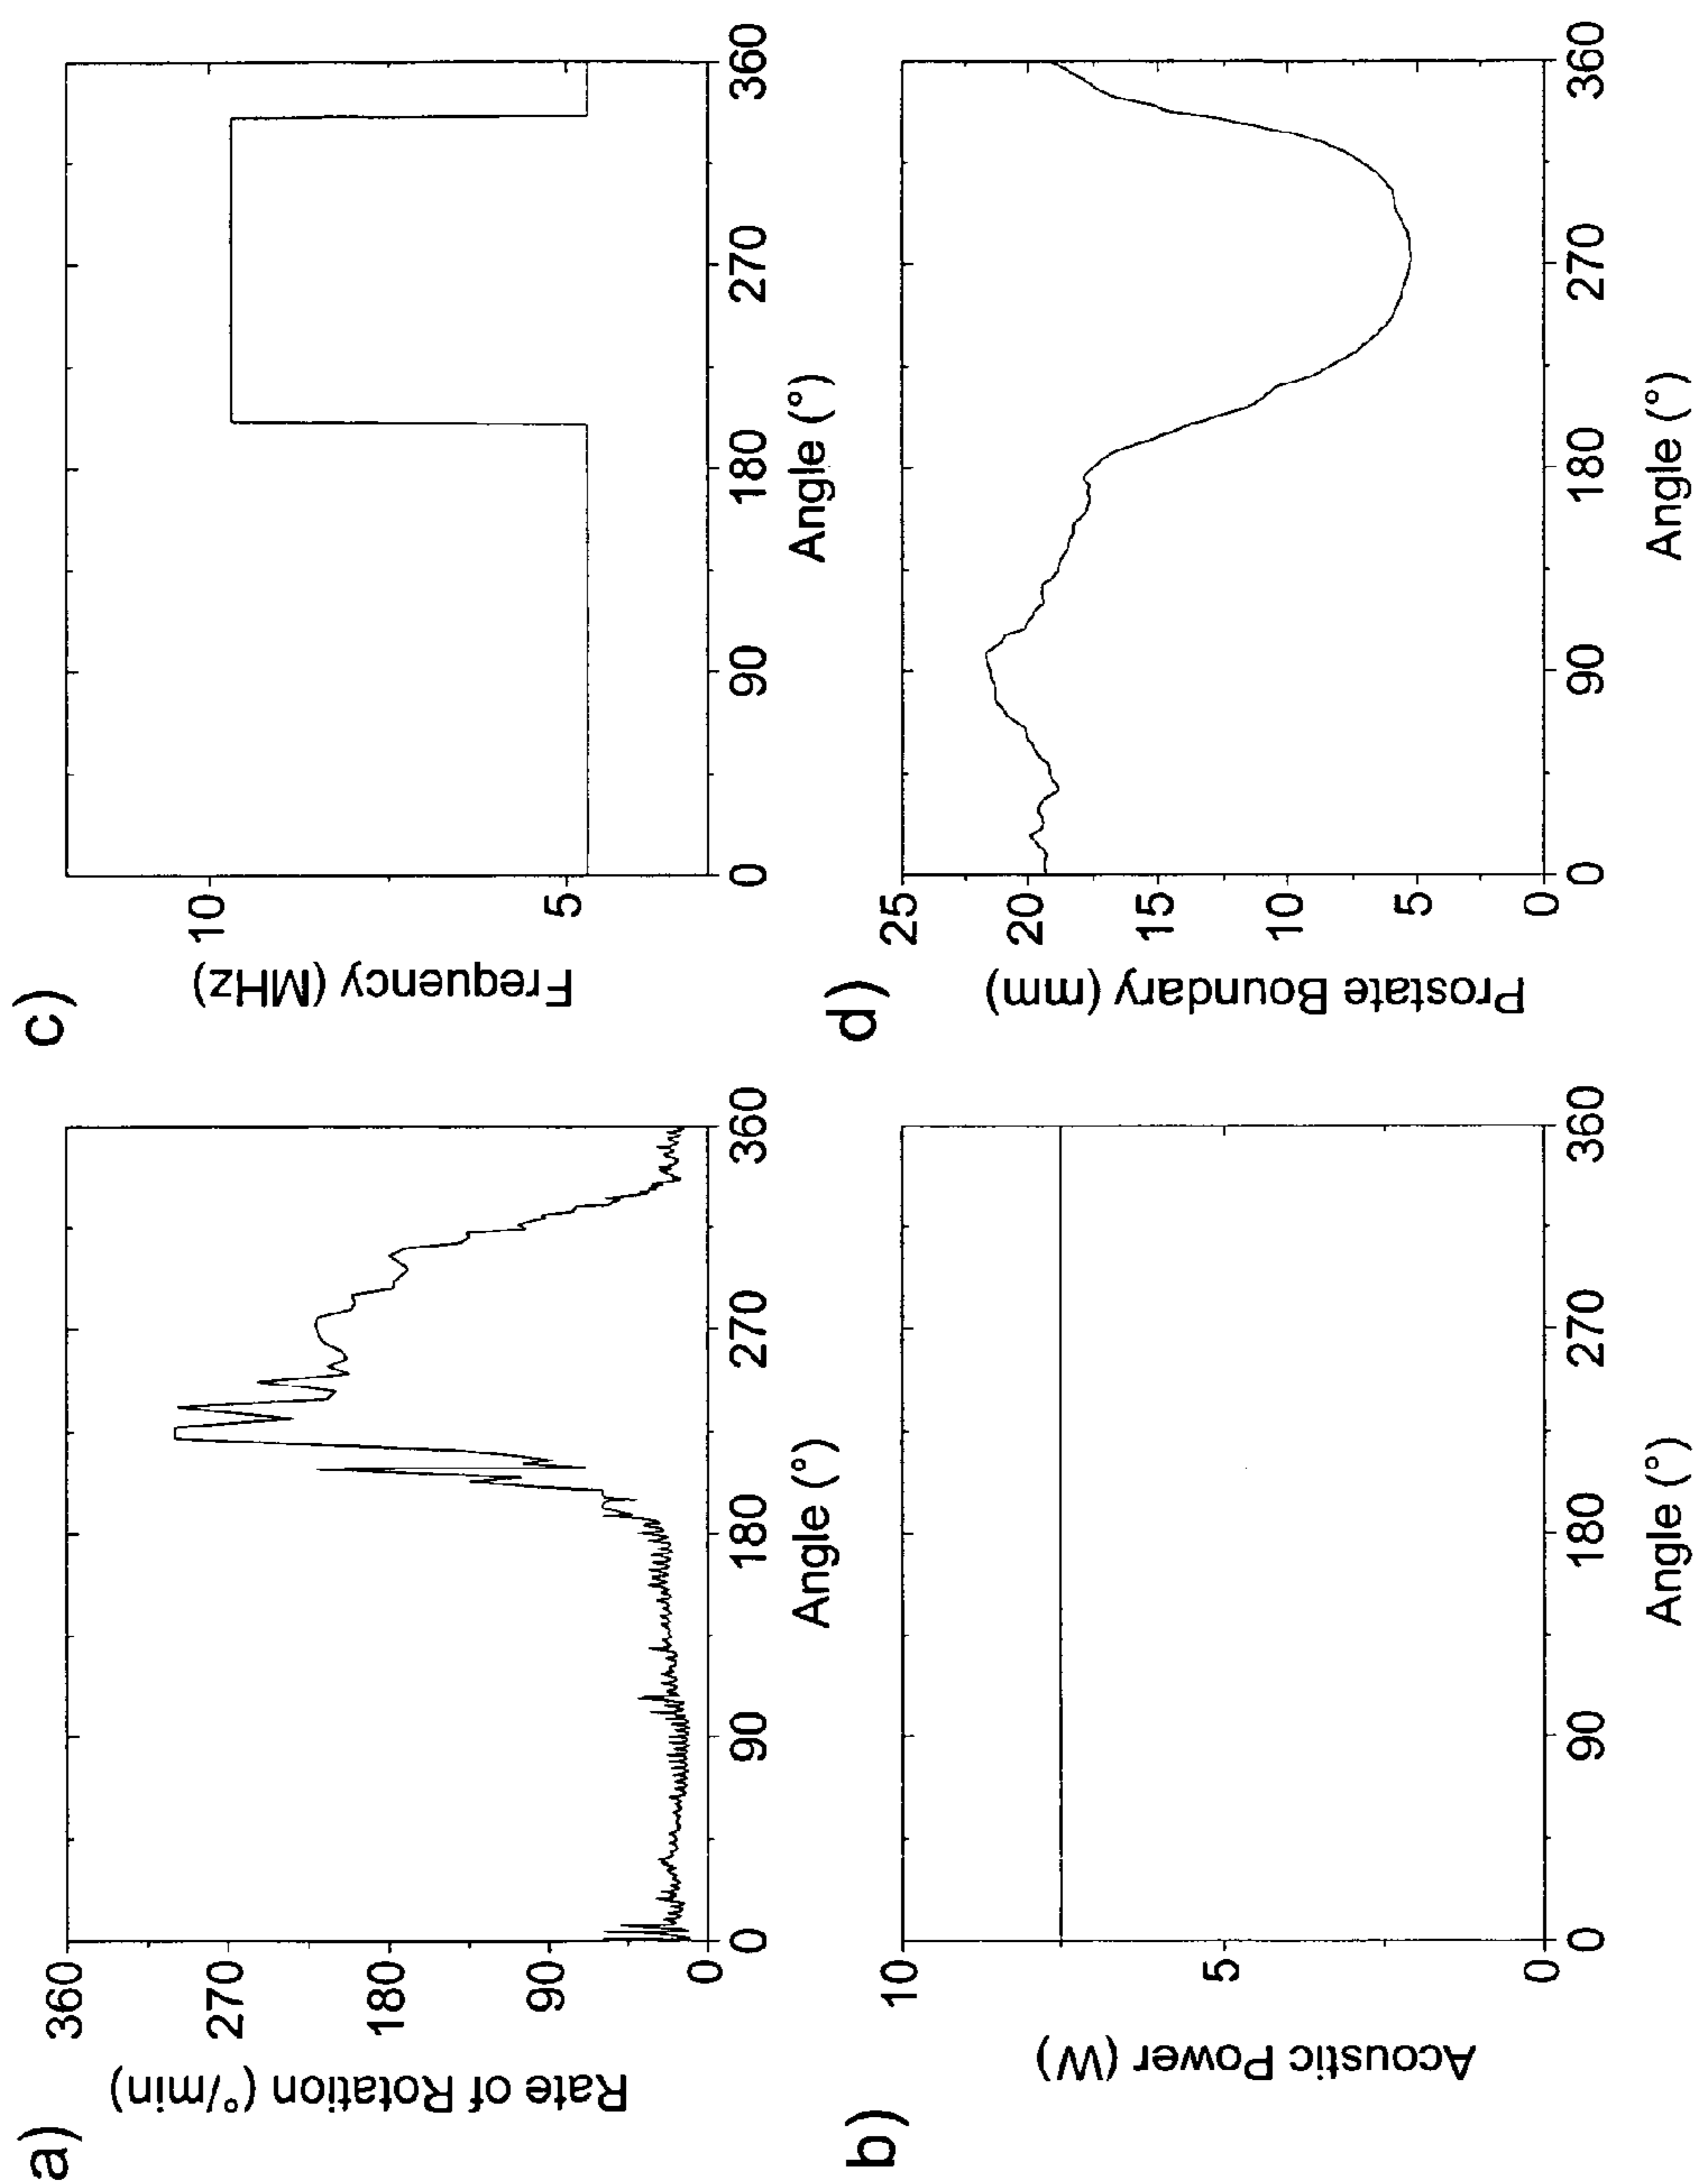 a)
Rate of Rotation (°/min)
360
270
180
90
0
0 90 180 270 360
Angle (°)
b)
Acoustic Power (W)
10
5
0
0 90 180 270 360
Angle (°)
c)
Frequency (MHz)
10
5
0 90 180 270 360
Angle (°)
d)
Prostate Boundary (mm)
25
20
15
10
5
0
0 90 180 270 360
Angle (°)